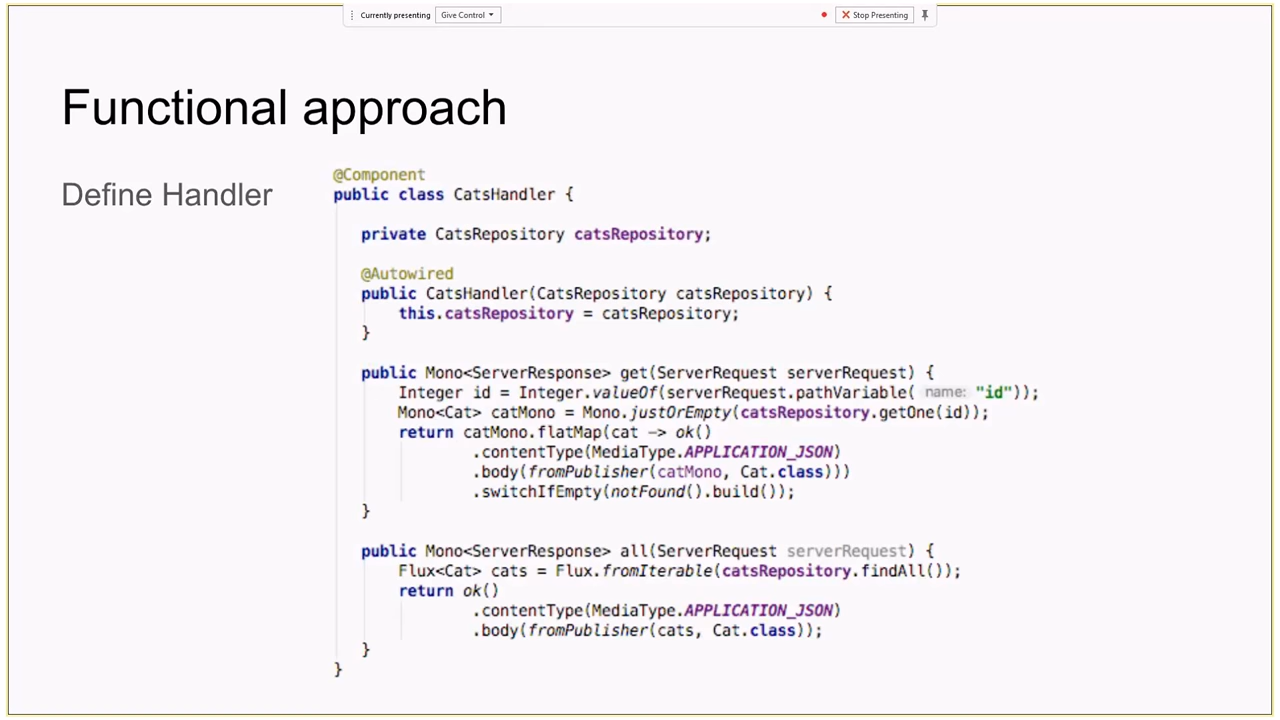 Currently presenting Give Control Stop Presenting
Functional approach
Define Handler
@Component
public class CatsHandler {
private CatsRepository catsRepository;
@Autowired
public CatsHandler(CatsRepository catsRepository) {
this.catsRepository = catsRepository;
}
public Mono<ServerResponse> get(ServerRequest serverRequest) {
Integer id = Integer.valueOf(serverRequest.pathVariable( name: "id"));
Mono<Cat> catMono = Mono.justOrEmpty(catsRepository.getOne(id));
return catMono.flatMap(cat -> ok()
.contentType(MediaType.APPLICATION_JSON)
.body(fromPublisher(catMono, Cat.class)))
.switchIfEmpty(notFound().build());
}
public Mono<ServerResponse> all(ServerRequest serverRequest) {
Flux<Cat> cats = Flux.fromIterable(catsRepository.findAll());
return ok()
.contentType(MediaType.APPLICATION_JSON)
.body(fromPublisher(cats, Cat.class));
}
}